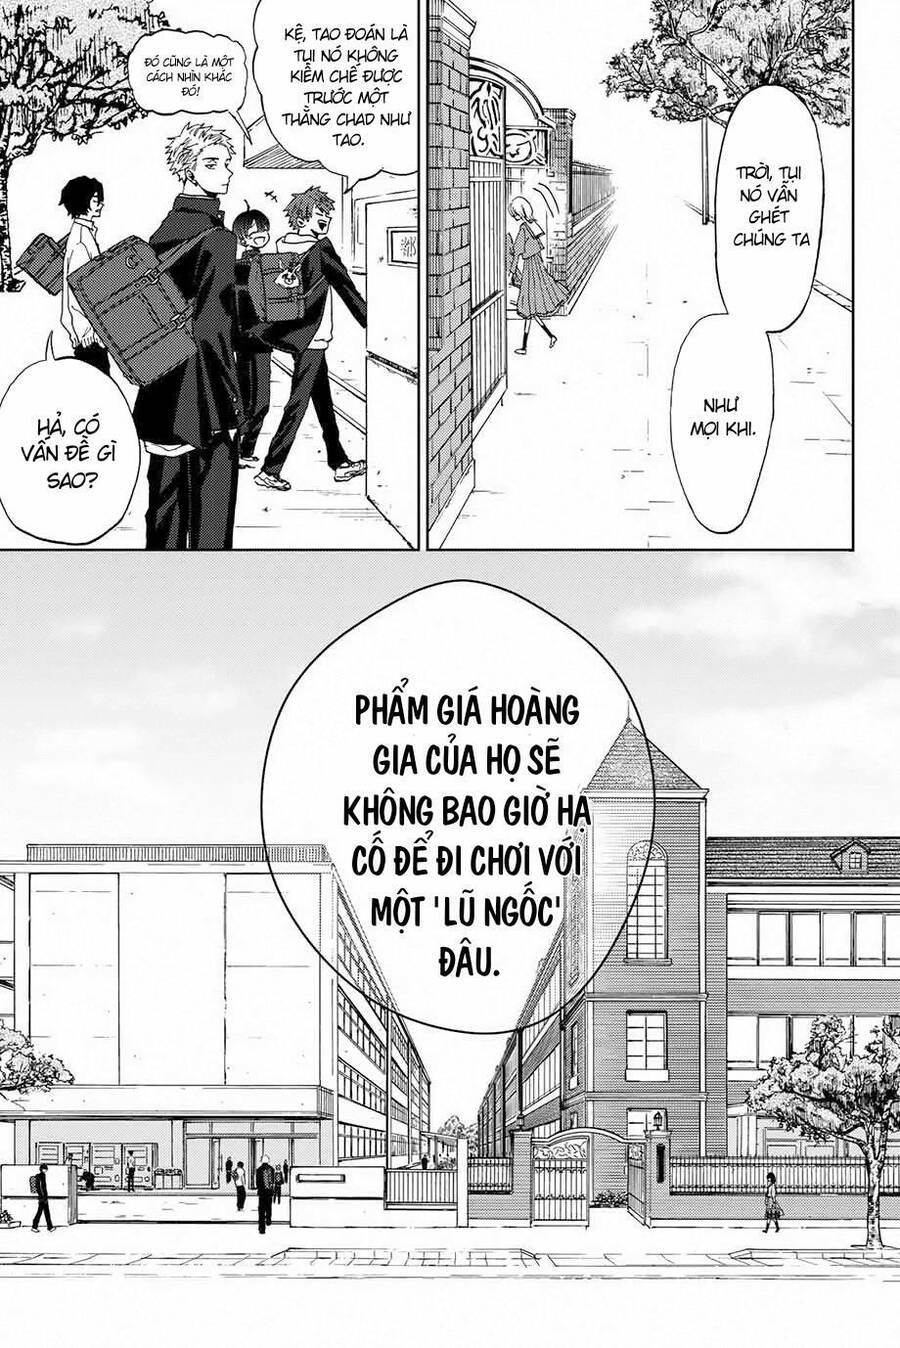 TRỜI, TỤI
NÓ VẪN
GHÉT
CHÚNG TA
NHƯ
MỌI KHI.
KỆ, TAO ĐOÁN LÀ
TỤI NÓ KHÔNG
KIỀM CHẾ ĐƯỢC
TRƯỚC MỘT
THẰNG CHAD NHƯ
TAO.
ĐÓ CŨNG LÀ MỘT
CÁCH NHÌN KHÁC
ĐÓ!
HẢ, CÓ
VẤN ĐỀ GÌ
SAO?
PHẨM GIÁ HOÀNG
GIA CỦA HỌ SẼ
KHÔNG BAO GIỜ HẠ
CỐ ĐỂ ĐI CHƠI VỚI
MỘT 'LŨ NGỐC'
ĐÂU.